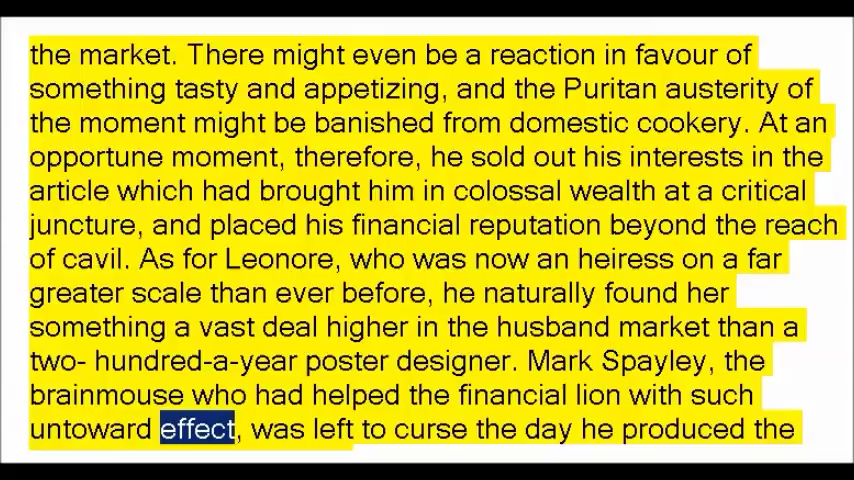 the market. There might even be a reaction in favour of
something tasty and appetizing, and the Puritan austerity of
the moment might be banished from domestic cookery. At an
opportune moment, therefore, he sold out his interests in the
article which had brought him in colossal wealth at a critical
juncture, and placed his financial reputation beyond the reach
of cavil. As for Leonore, who was now an heiress on a far
greater scale than ever before, he naturally found her
something a vast deal higher in the husband market than a
two- hundred-a-year poster designer. Mark Spayley, the
brainmouse who had helped the financial lion with such
untoward effect, was left to curse the day he produced the